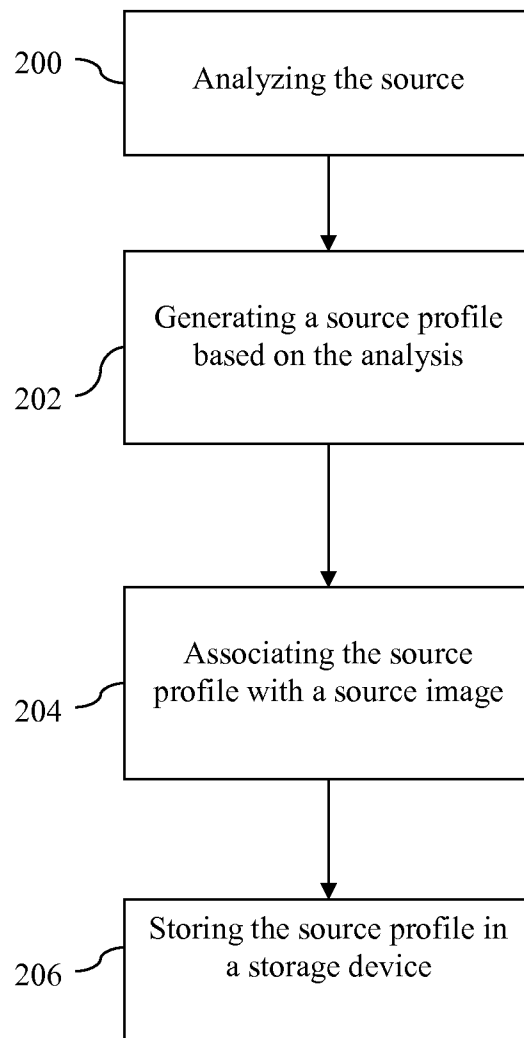 200
Analyzing the source
Generating a source profile
based on the analysis
202
Associating the source
profile with a source image
204
Storing the source profile in
a storage device
206